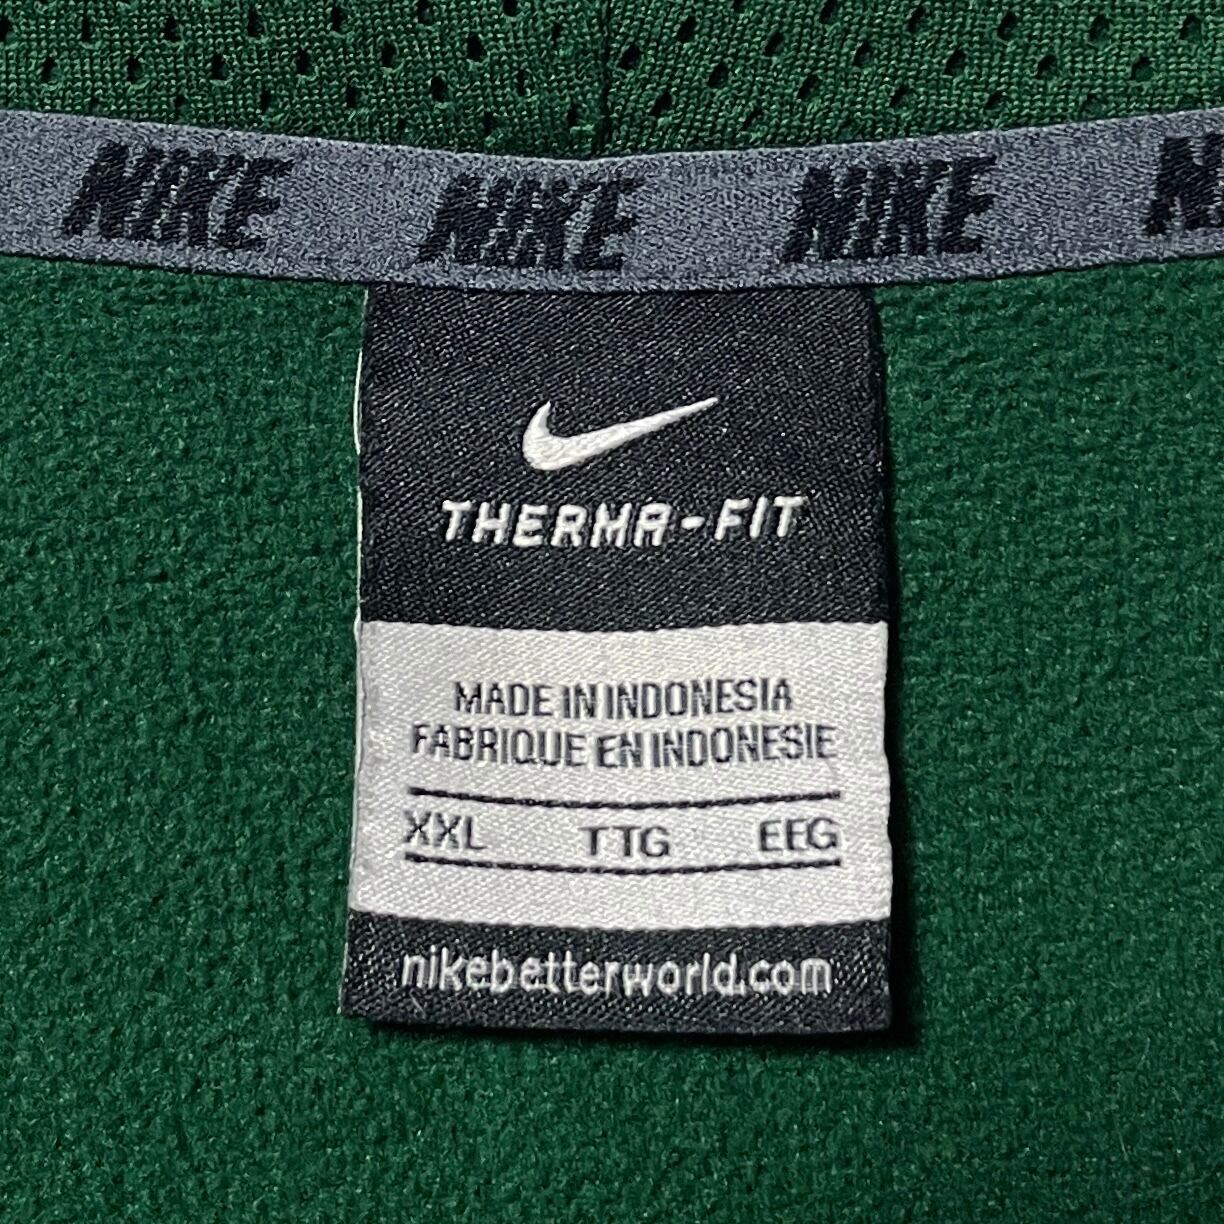 NIKE NIKE NIKE
THERMA-FIT
MADE IN INDONESIA
FABRIQUE EN INDONESIE
XXL TTG EEG
nikebetterworld.com